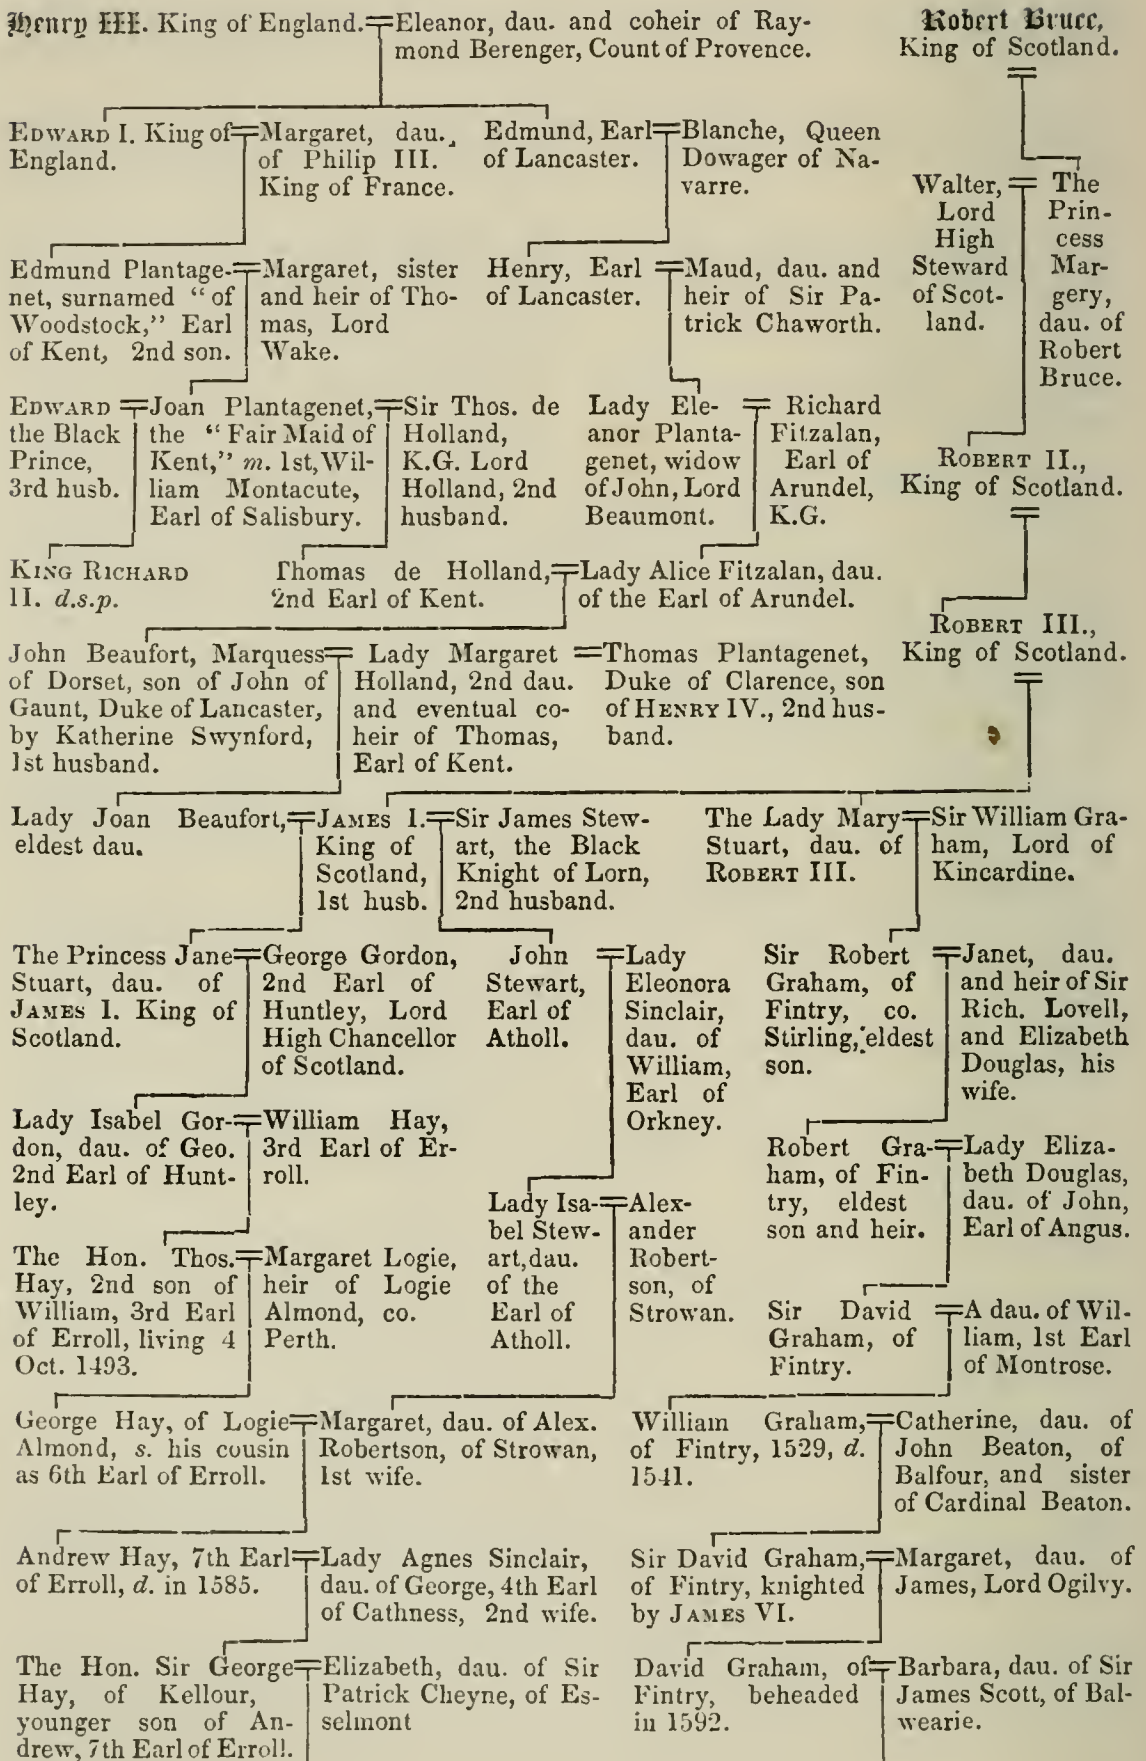 Henry III. King of England.
Eleanor, dau. and coheir of Ray-
mond Berenger, Count of Provence.
Robert Bruce,
King of Scotland.
EDWARD I. King of
England.
Margaret, dau.
of Philip III.
King of France.
Edmund, Earl
of Lancaster.
Blanche, Queen
Dowager of Na-
varre.
Walter,
Lord
High
Steward
of Scot-
land.
The
Prin-
cess
Mar-
gery,
dau. of
Robert
Bruce.
Edmund Plantage-
net, surnamed “of
Woodstock,” Earl
of Kent, 2nd son.
Margaret, sister
and heir of Tho-
mas, Lord
Wake.
Henry, Earl
of Lancaster.
Maud, dau. and
heir of Sir Pa-
trick Chaworth.
EDWARD
the Black
Prince,
3rd husb.
Joan Plantagenet,
the “Fair Maid of
Kent,” m. 1st, Wil-
liam Montacute,
Earl of Salisbury.
Sir Thos. de
Holland,
K.G. Lord
Holland, 2nd
husband.
Lady Ele-
anor Planta-
genet, widow
of John, Lord
Beaumont.
Richard
Fitzalan,
Earl of
Arundel,
K.G.
ROBERT II.,
King of Scotland.
KING RICHARD
II. d.s.p.
Thomas de Holland,
2nd Earl of Kent.
Lady Alice Fitzalan, dau.
of the Earl of Arundel.
ROBERT III.,
King of Scotland.
John Beaufort, Marquess
of Dorset, son of John of
Gaunt, Duke of Lancaster,
by Katherine Swynford,
1st husband.
Lady Margaret
Holland, 2nd dau.
and eventual co-
heir of Thomas,
Earl of Kent.
Thomas Plantagenet,
Duke of Clarence, son
of HENRY IV., 2nd hus-
band.
Lady Joan Beaufort,
eldest dau.
JAMES I.
King of
Scotland,
1st husb.
Sir James Stew-
art, the Black
Knight of Lorn,
2nd husband.
The Lady Mary
Stuart, dau. of
ROBERT III.
Sir William Gra-
ham, Lord of
Kincardine.
The Princess Jane
Stuart, dau. of
JAMES I. King of
Scotland.
George Gordon,
2nd Earl of
Huntley, Lord
High Chancellor
of Scotland.
John
Stewart,
Earl of
Atholl.
Lady
Eleonora
Sinclair,
dau. of
William,
Earl of
Orkney.
Sir Robert
Graham, of
Fintry, co.
Stirling, eldest
son.
Janet, dau.
and heir of Sir
Rich. Lovell,
and Elizabeth
Douglas, his
wife.
Lady Isabel Gor-
don, dau. of Geo.
2nd Earl of Hunt-
ley.
William Hay,
3rd Earl of Er-
roll.
Lady Isa-
bel Stew-
art, dau.
of the
Earl of
Atholl.
Alex-
ander
Robert-
son, of
Strowan.
Robert Gra-
ham, of Fin-
try, eldest
son and heir.
Lady Eliza-
beth Douglas,
dau. of John,
Earl of Angus.
The Hon. Thos.
Hay, 2nd son of
William, 3rd Earl
of Erroll, living 4
Oct. 1493.
Margaret Logie,
heir of Logie
Almond, co.
Perth.
Sir David
Graham, of
Fintry.
A dau. of Wil-
liam, 1st Earl
of Montrose.
George Hay, of Logie
Almond, s. his cousin
as 6th Earl of Erroll.
Margaret, dau. of Alex.
Robertson, of Strowan,
1st wife.
William Graham,
of Fintry, 1529, d.
1541.
Catherine, dau. of
John Beaton, of
Balfour, and sister
of Cardinal Beaton.
Andrew Hay, 7th Earl
of Erroll, d. in 1585.
Lady Agnes Sinclair,
dau. of George, 4th Earl
of Cathness, 2nd wife.
Sir David Graham,
of Fintry, knighted
by JAMES VI.
Margaret, dau. of
James, Lord Ogilvy.
The Hon. Sir George
Hay, of Kellour,
younger son of An-
drew, 7th Earl of Erroll.
Elizabeth, dau. of Sir
Patrick Cheyne, of Es-
selmont
David Graham, of
Fintry, beheaded
in 1592.
Barbara, dau. of Sir
James Scott, of Bal-
wearie.